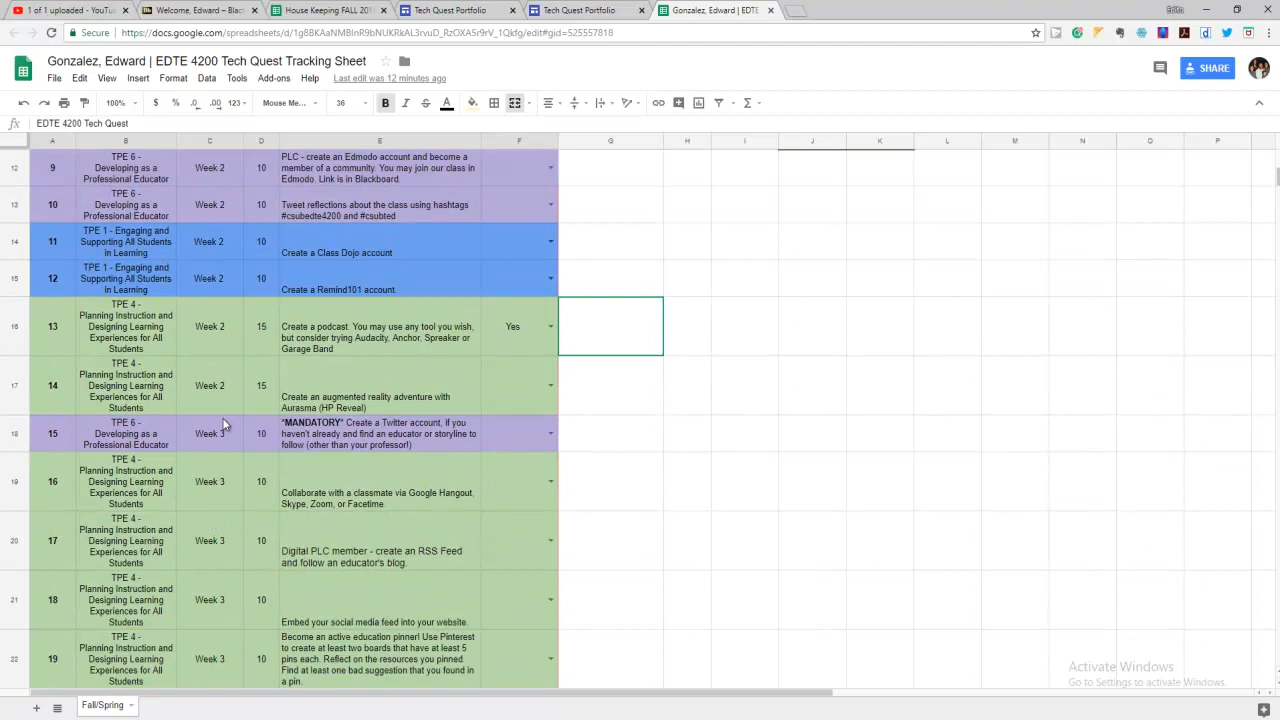 1 of 1 uploaded - YouTu
Welcome, Edward – Blac
House Keeping FALL 201
Tech Quest Portfolio
Tech Quest Portfolio
Gonzalez, Edward | EDTE
Secure
https://docs.google.com/spreadsheets/d/1g8BKAaNMBlnR9bNUKRkAL3rvuD_RzOXA5r9rV_1Qkfg/edit#gid=525557818
Gonzalez, Edward | EDTE 4200 Tech Quest Tracking Sheet
File Edit View Insert Format Data Tools Add-ons Help Last edit was 12 minutes ago
SHARE
100% $ % .0 .00 123 Mouse Me... 36 B I S A
fx EDTE 4200 Tech Quest
A B C D E F G H I J K L M N O P
12
9
TPE 6 -
Developing as a
Professional Educator
Week 2
10
PLC - create an Edmodo account and become a
member of a community. You may join our class in
Edmodo. Link is in Blackboard.
13
10
TPE 6 -
Developing as a
Professional Educator
Week 2
10
Tweet reflections about the class using hashtags
#csubedte4200 and #csubted
14
11
TPE 1 - Engaging and
Supporting All Students
in Learning
Week 2
10
Create a Class Dojo account
15
12
TPE 1 - Engaging and
Supporting All Students
in Learning
Week 2
10
Create a Remind101 account.
16
13
TPE 4 -
Planning Instruction and
Designing Learning
Experiences for All
Students
Week 2
15
Create a podcast. You may use any tool you wish,
but consider trying Audacity, Anchor, Spreaker or
Garage Band
Yes
17
14
TPE 4 -
Planning Instruction and
Designing Learning
Experiences for All
Students
Week 2
15
Create an augmented reality adventure with
Aurasma (HP Reveal)
18
15
TPE 6 -
Developing as a
Professional Educator
Week 3
10
*MANDATORY* Create a Twitter account, if you
haven't already and find an educator or storyline to
follow (other than your professor!)
19
16
TPE 4 -
Planning Instruction and
Designing Learning
Experiences for All
Students
Week 3
10
Collaborate with a classmate via Google Hangout,
Skype, Zoom, or Facetime.
20
17
TPE 4 -
Planning Instruction and
Designing Learning
Experiences for All
Students
Week 3
10
Digital PLC member - create an RSS Feed
and follow an educator's blog.
21
18
TPE 4 -
Planning Instruction and
Designing Learning
Experiences for All
Students
Week 3
10
Embed your social media feed into your website.
22
19
TPE 4 -
Planning Instruction and
Designing Learning
Experiences for All
Students
Week 3
10
Become an active education pinner! Use Pinterest
to create at least two boards that have at least 5
pins each. Reflect on the resources you pinned.
Find at least one bad suggestion that you found in
a pin.
Activate Windows
Go to Settings to activate Windows.
Fall/Spring